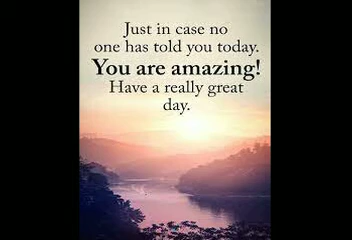 Just in case no
one has told you today.
You are amazing!
Have a really great
day.